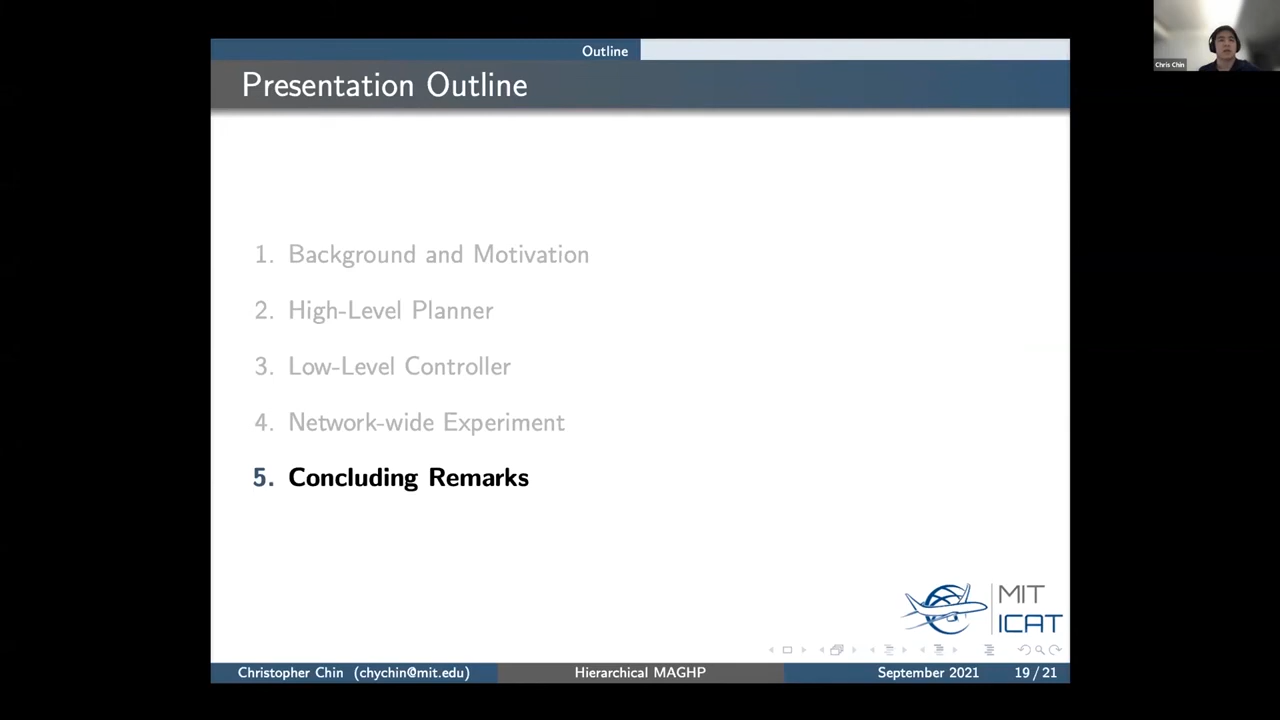 Outline
Presentation Outline
Chris Chin
1. Background and Motivation
2. High-Level Planner
3. Low-Level Controller
4. Network-wide Experiment
5. Concluding Remarks
MIT
ICAT
Christopher Chin (chychin@mit.edu) Hierarchical MAGHP September 2021 19 / 21